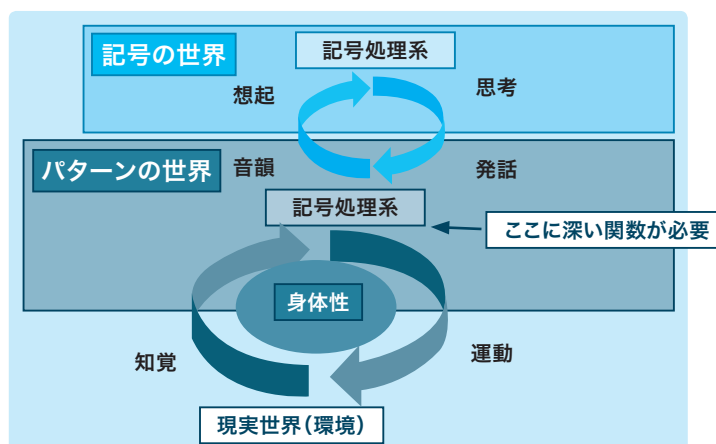 記号の世界
記号処理系
想起
思考
パターンの世界
音韻
発話
記号処理系
ここに深い関数が必要
身体性
知覚
運動
現実世界(環境)